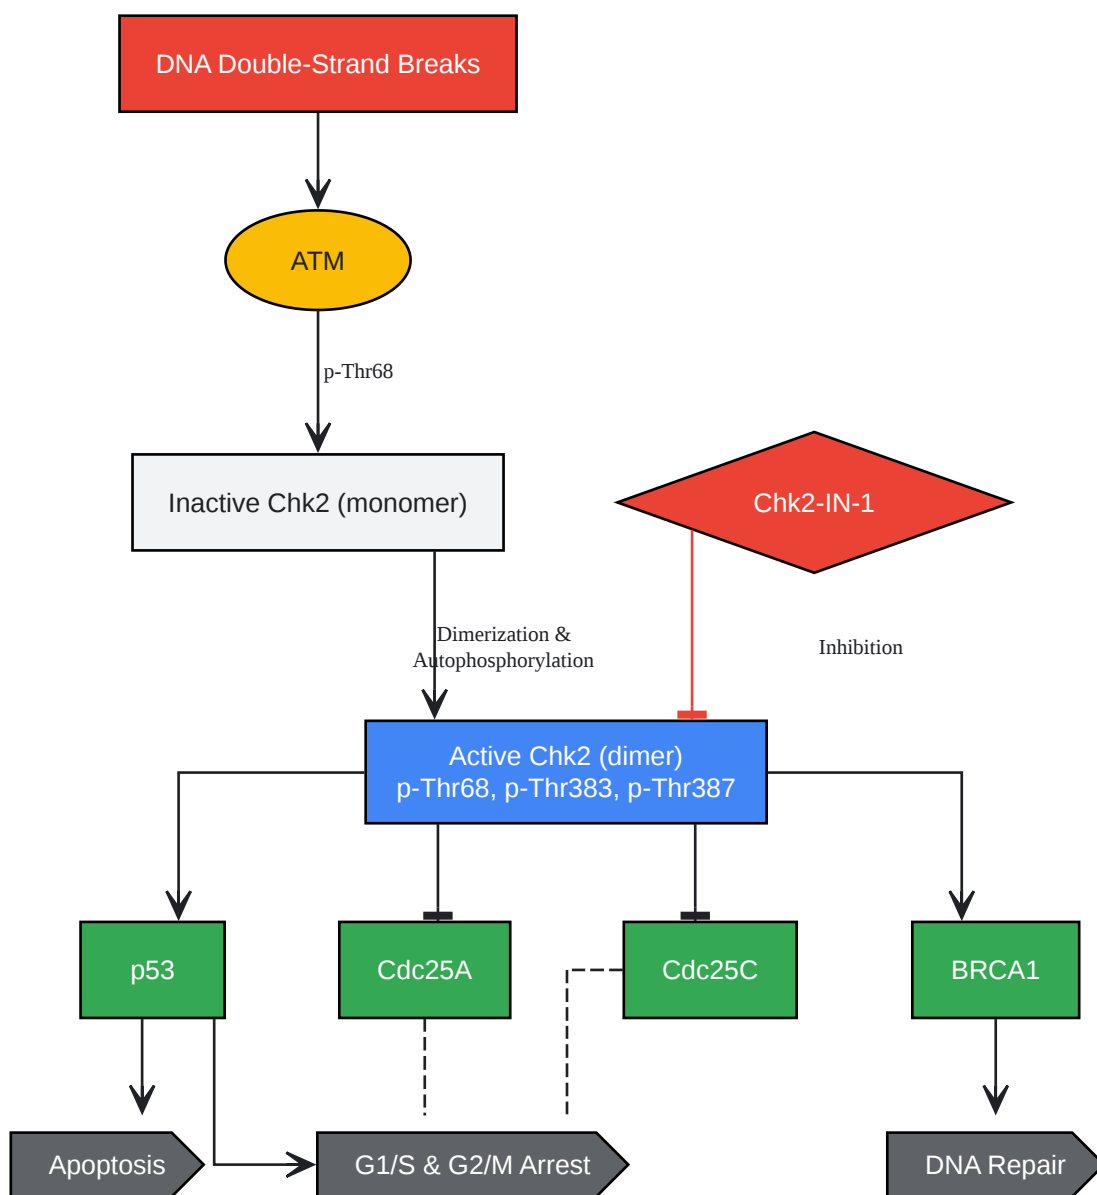 DNA Double-Strand Breaks
ATM
p-Thr68
Inactive Chk2 (monomer)
Chk2-IN-1
Dimerization &
Autophosphorylation
Inhibition
Active Chk2 (dimer)
p-Thr68, p-Thr383, p-Thr387
p53
Cdc25A
Cdc25C
BRCA1
Apoptosis
G1/S & G2/M Arrest
DNA Repair